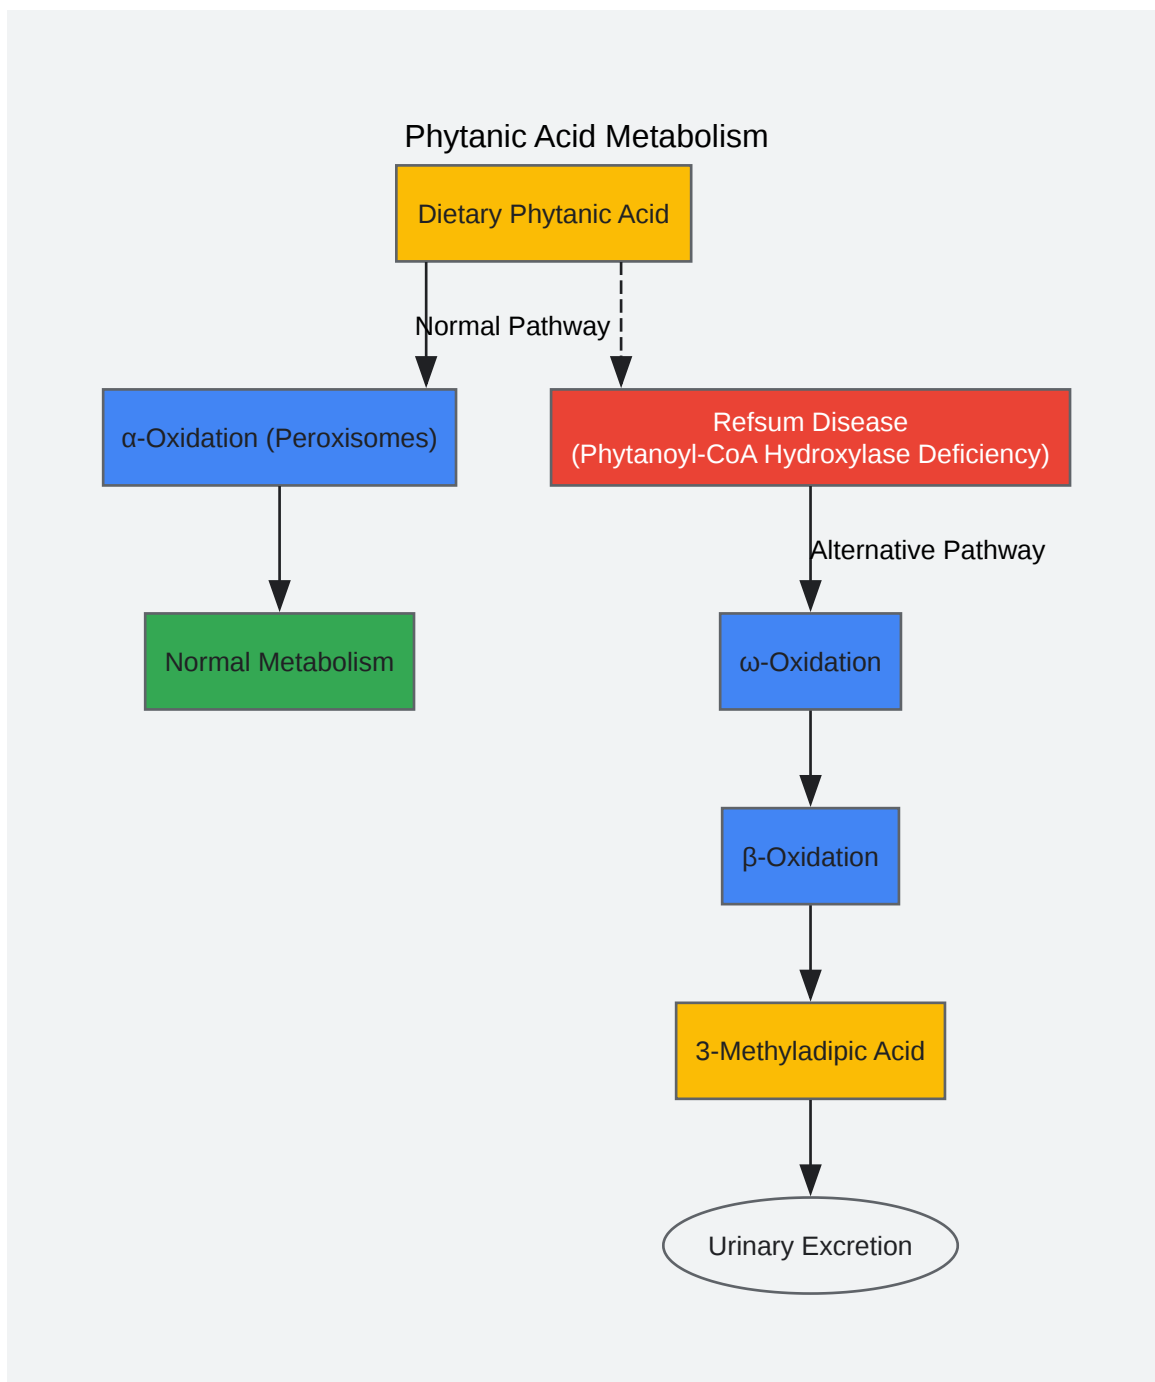 Phytanic Acid Metabolism
Dietary Phytanic Acid
Normal Pathway
α-Oxidation (Peroxisomes)
Refsum Disease
(Phytanoyl-CoA Hydroxylase Deficiency)
Alternative Pathway
Normal Metabolism
ω-Oxidation
β-Oxidation
3-Methyladipic Acid
Urinary Excretion